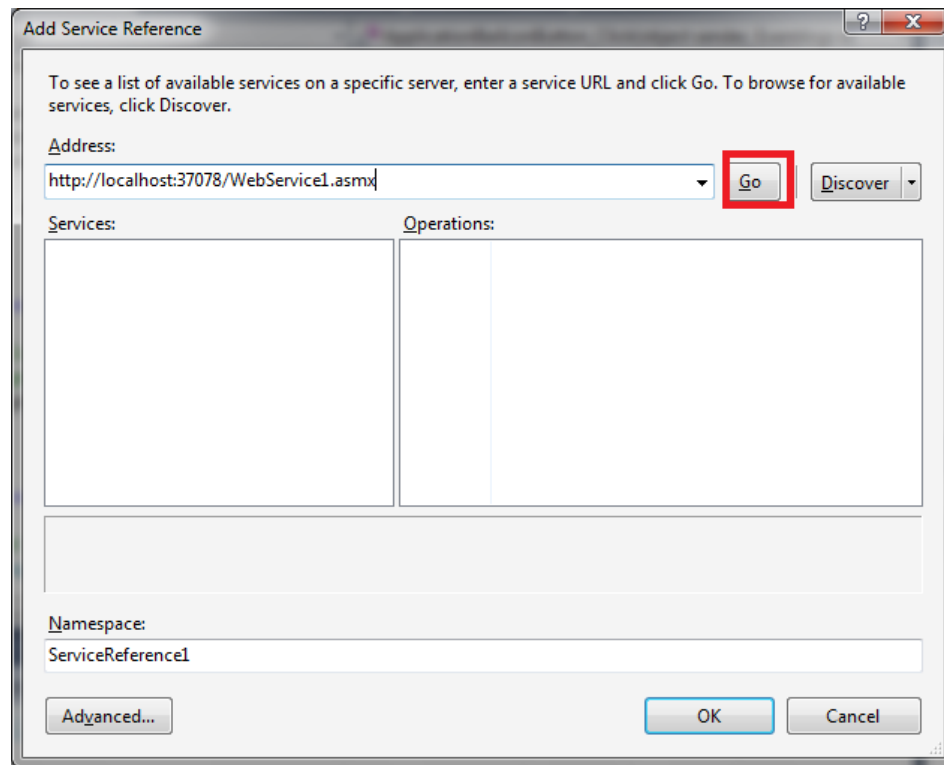 Add Service Reference
To see a list of available services on a specific server, enter a service URL and click Go. To browse for available
services, click Discover.
Address:
http://localhost:37078/WebService1.asmx
Go
Discover
Services:
Operations:
Namespace:
ServiceReference1
Advanced...
OK
Cancel